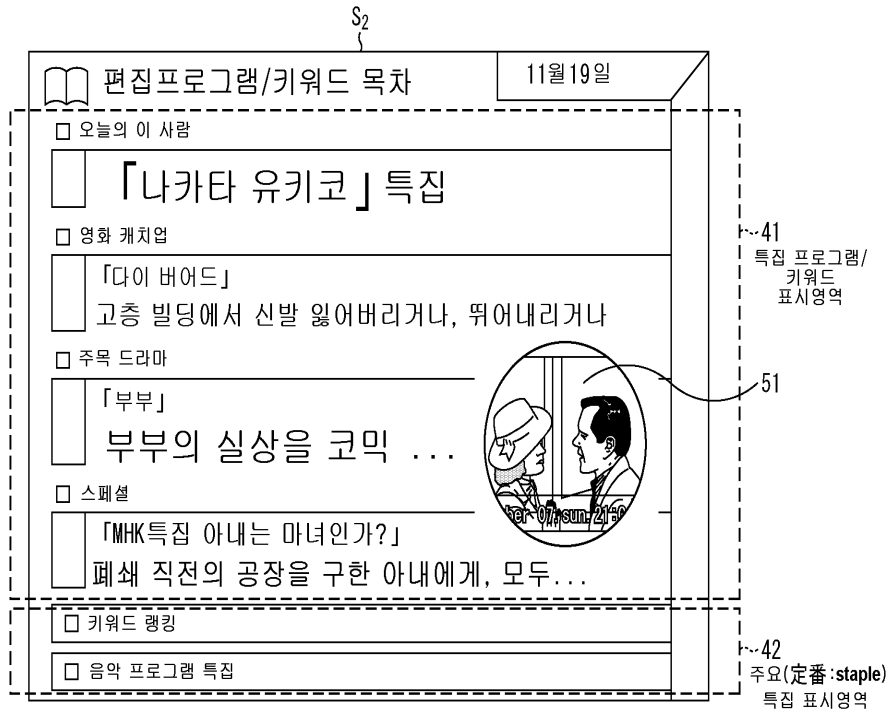 S2
편집프로그램/키워드 목차
11월19일
오늘의 이 사람
「나카타 유키코」특집
영화 캐치업
「다이 버어드」
고층 빌딩에서 신발 잃어버리거나, 뛰어내리거나
41
특집 프로그램/
키워드
표시영역
주목 드라마
「부부」
부부의 실상을 코믹 ...
51
ber 07.sun.21:0
스페셜
「MHK특집 아내는 마녀인가?」
폐쇄 직전의 공장을 구한 아내에게, 모두...
키워드 랭킹
음악 프로그램 특집
42
주요(定番:staple)
특집 표시영역